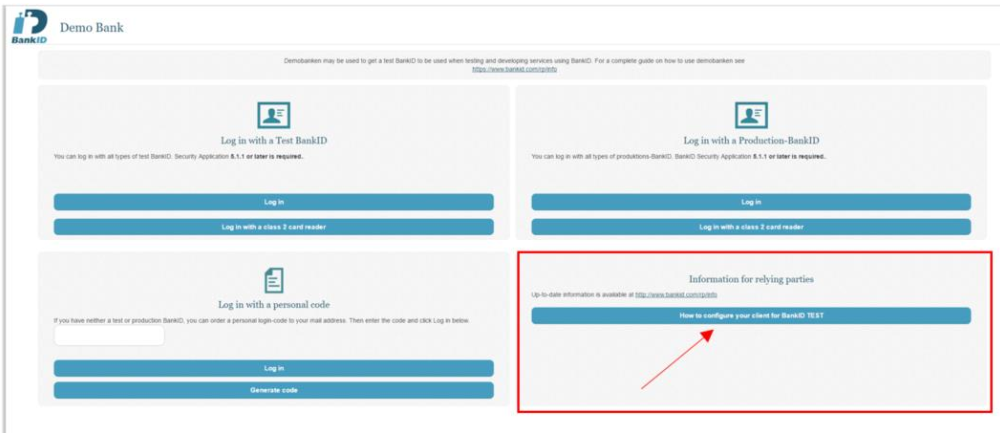 BankID
Demo Bank
Demobanken may be used to get a test BankID to be used when testing and developing services using BankID. For a complete guide on how to use demobanken see
https://www.bankid.com/rp/info
Log in with a Test BankID
You can log in with all types of test BankID. Security Application 5.1.1 or later is required.
Log in
Log in with a class 2 card reader
Log in with a Production-BankID
You can log in with all types of produktions-BankID. BankID Security Application 5.1.1 or later is required.
Log in
Log in with a class 2 card reader
Log in with a personal code
If you have neither a test or production BankID, you can order a personal login-code to your mail address. Then enter the code and click Log in below.
Log in
Generate code
Information for relying parties
Up-to-date information is available at http://www.bankid.com/rp/info
How to configure your client for BankID TEST